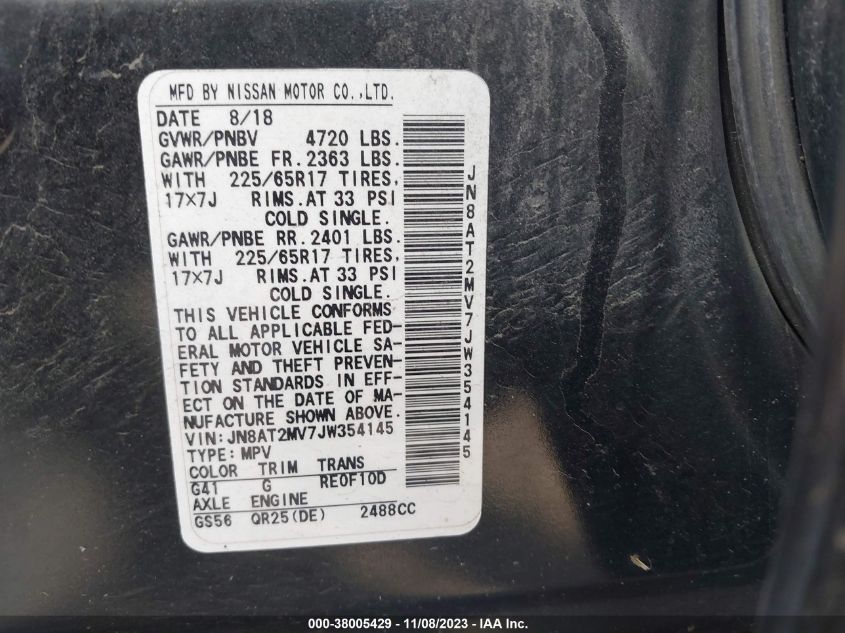 MFD BY NISSAN MOTOR CO.,LTD.
DATE 8/18
GVWR/PNBV 4720 LBS.
GAWR/PNBE FR. 2363 LBS.
WITH 225/65R17 TIRES,
17×7J RIMS.AT 33 PSI
COLD SINGLE.
GAWR/PNBE RR. 2401 LBS.
WITH 225/65R17 TIRES,
17×7J RIMS.AT 33 PSI
COLD SINGLE.
THIS VEHICLE CONFORMS
TO ALL APPLICABLE FED-
ERAL MOTOR VEHICLE SA-
FETY AND THEFT PREVEN-
TION STANDARDS IN EFF-
ECT ON THE DATE OF MA-
NUFACTURE SHOWN ABOVE.
VIN:JN8AT2MV7JW354145
TYPE:MPV
COLOR TRIM TRANS
G41 G RE0F10D
AXLE ENGINE
GS56 QR25(DE) 2488CC
JN8AT2MV7JW354145
000-38005429 - 11/08/2023 - IAA Inc.